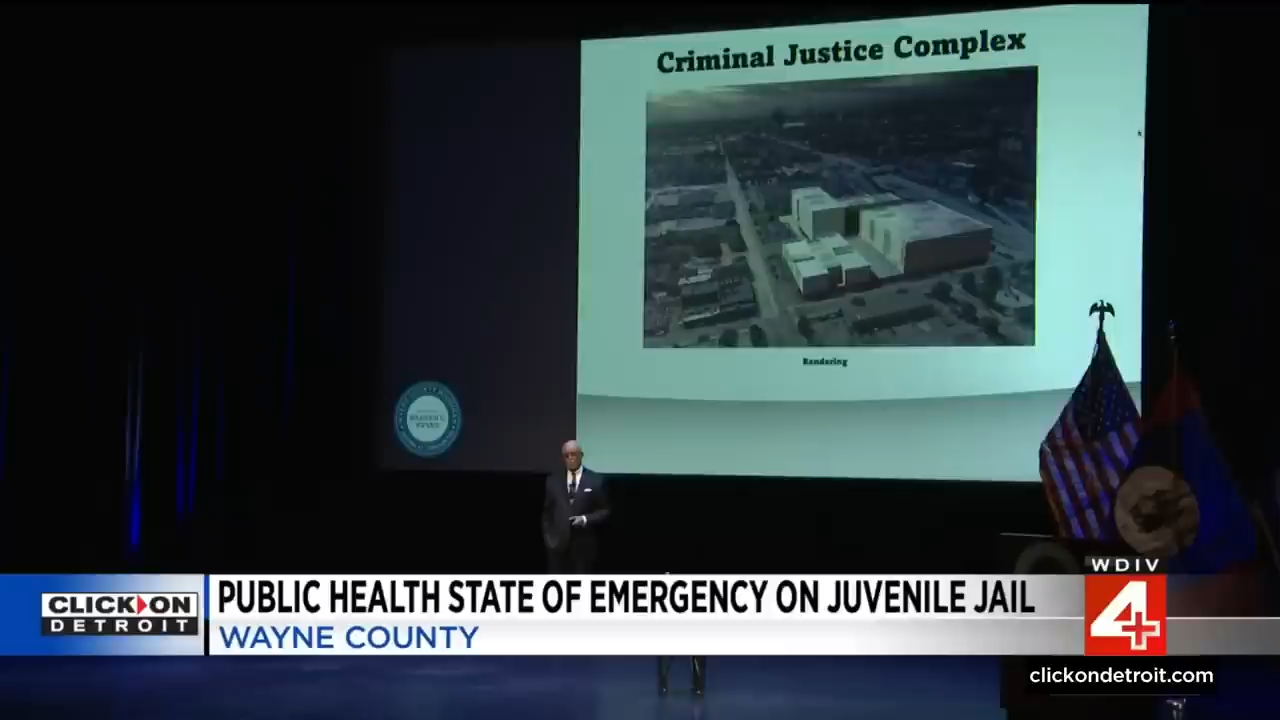 Criminal Justice Complex
Rendering
CLICK ON
DETROIT
PUBLIC HEALTH STATE OF EMERGENCY ON JUVENILE JAIL
WAYNE COUNTY
WDIV
4+
clickondetroit.com